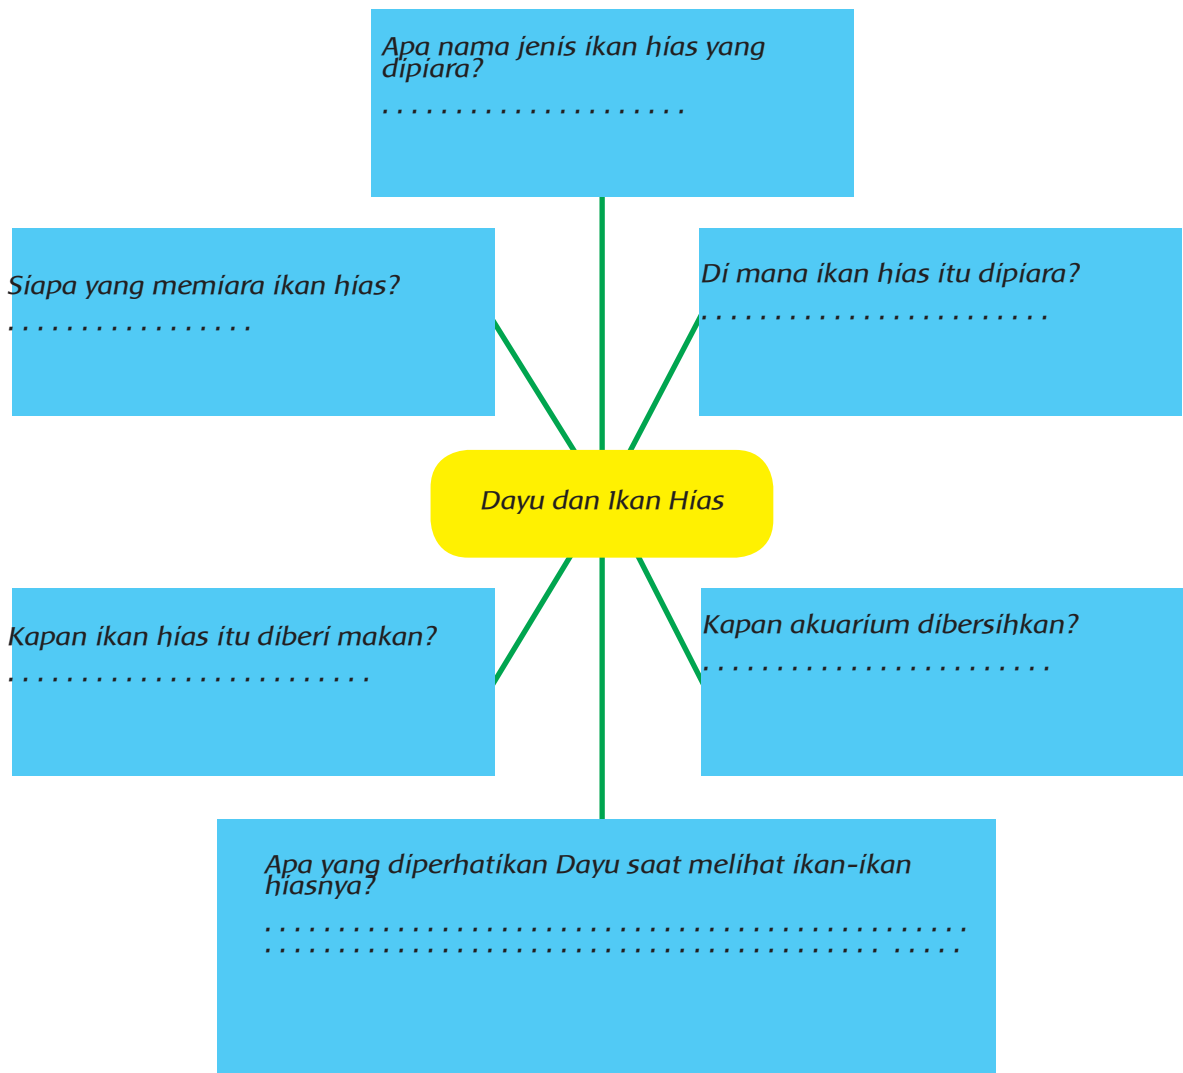 Apa nama jenis ikan hias yang
dipiara?
. . . . . . . . . . . . . . . . . . . . .
Siapa yang memiara ikan hias?
. . . . . . . . . . . . . . . . .
Di mana ikan hias itu dipiara?
. . . . . . . . . . . . . . . . . . . . . . . .
Dayu dan Ikan Hias
Kapan ikan hias itu diberi makan?
. . . . . . . . . . . . . . . . . . . . . . . . .
Kapan akuarium dibersihkan?
. . . . . . . . . . . . . . . . . . . . . . . .
Apa yang diperhatikan Dayu saat melihat ikan-ikan
hiasnya?
. . . . . . . . . . . . . . . . . . . . . . . . . . . . . . . . . . . . . . . . . . . . . . . .
. . . . . . . . . . . . . . . . . . . . . . . . . . . . . . . . . . . . . . . . . .  . . . . .